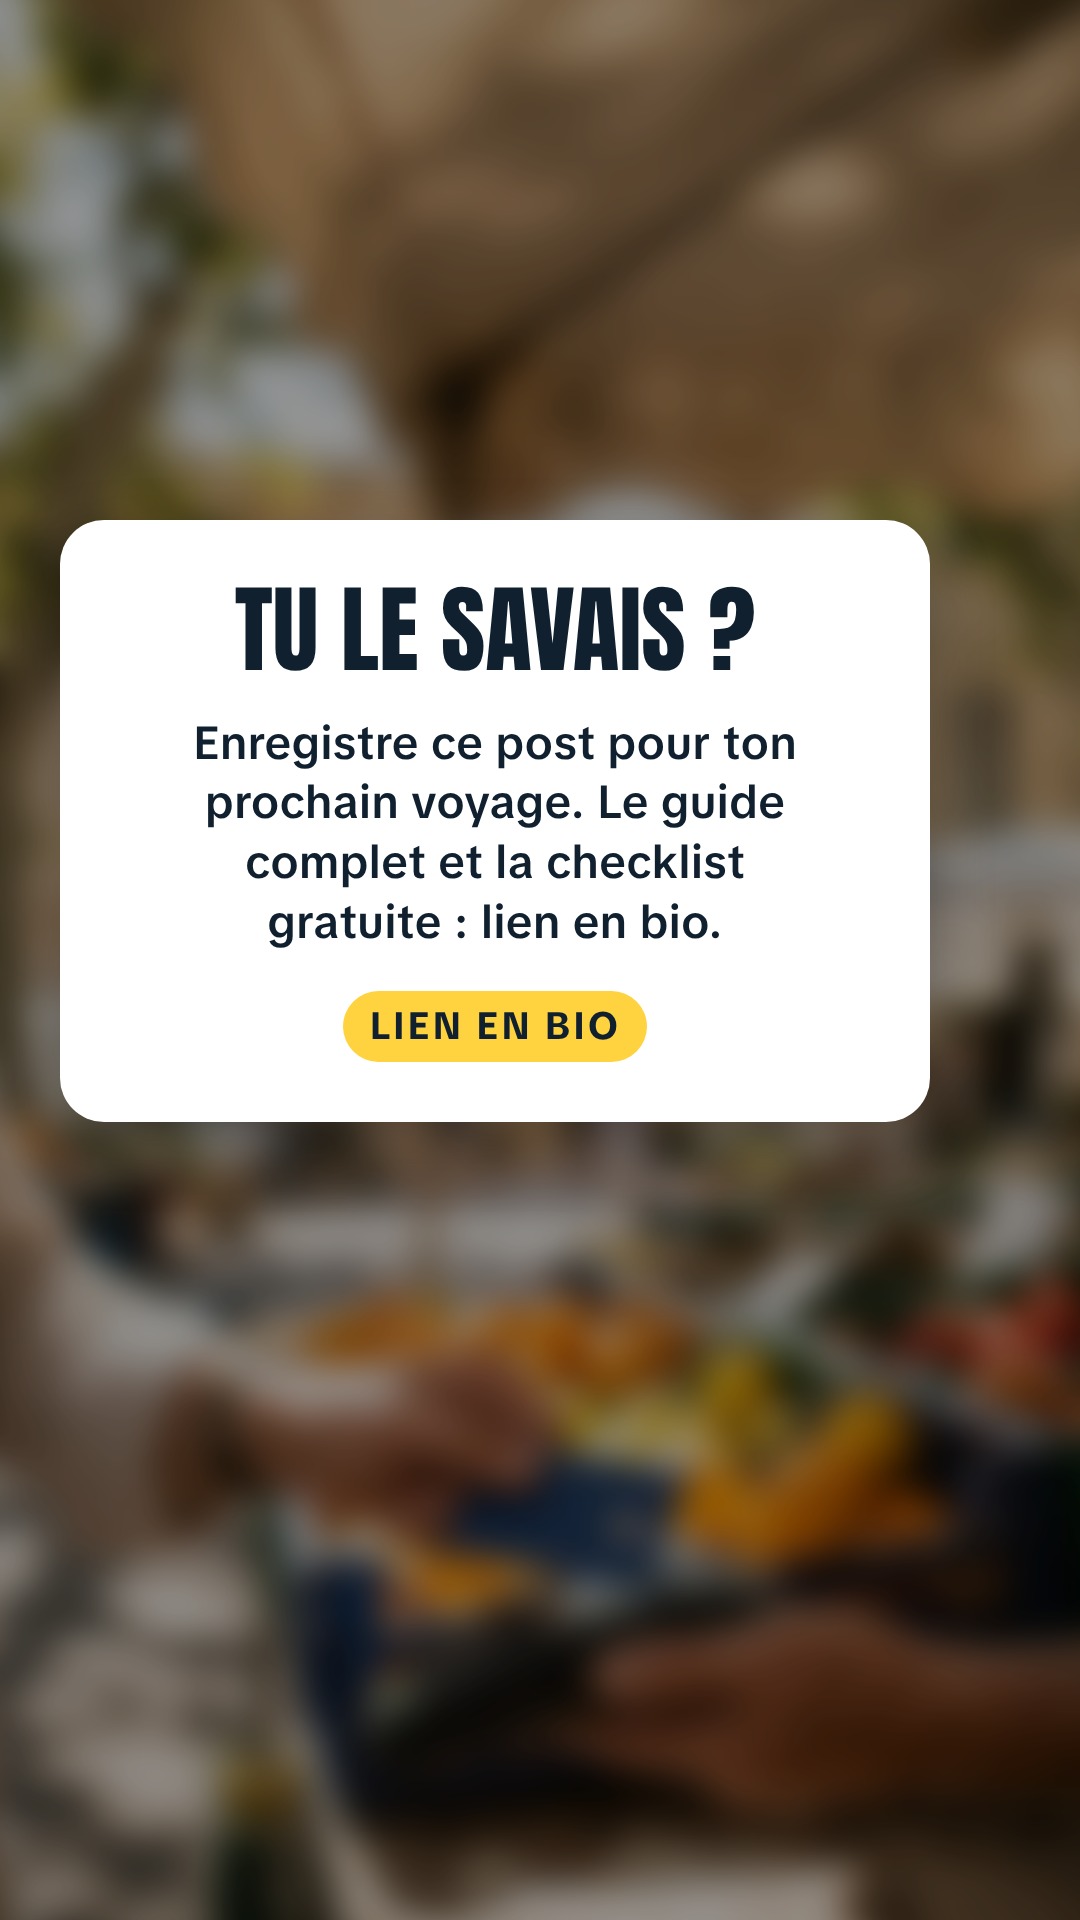 TU LE SAVAIS ?
Enregistre ce post pour ton
prochain voyage. Le guide
complet et la checklist
gratuite : lien en bio.
LIEN EN BIO